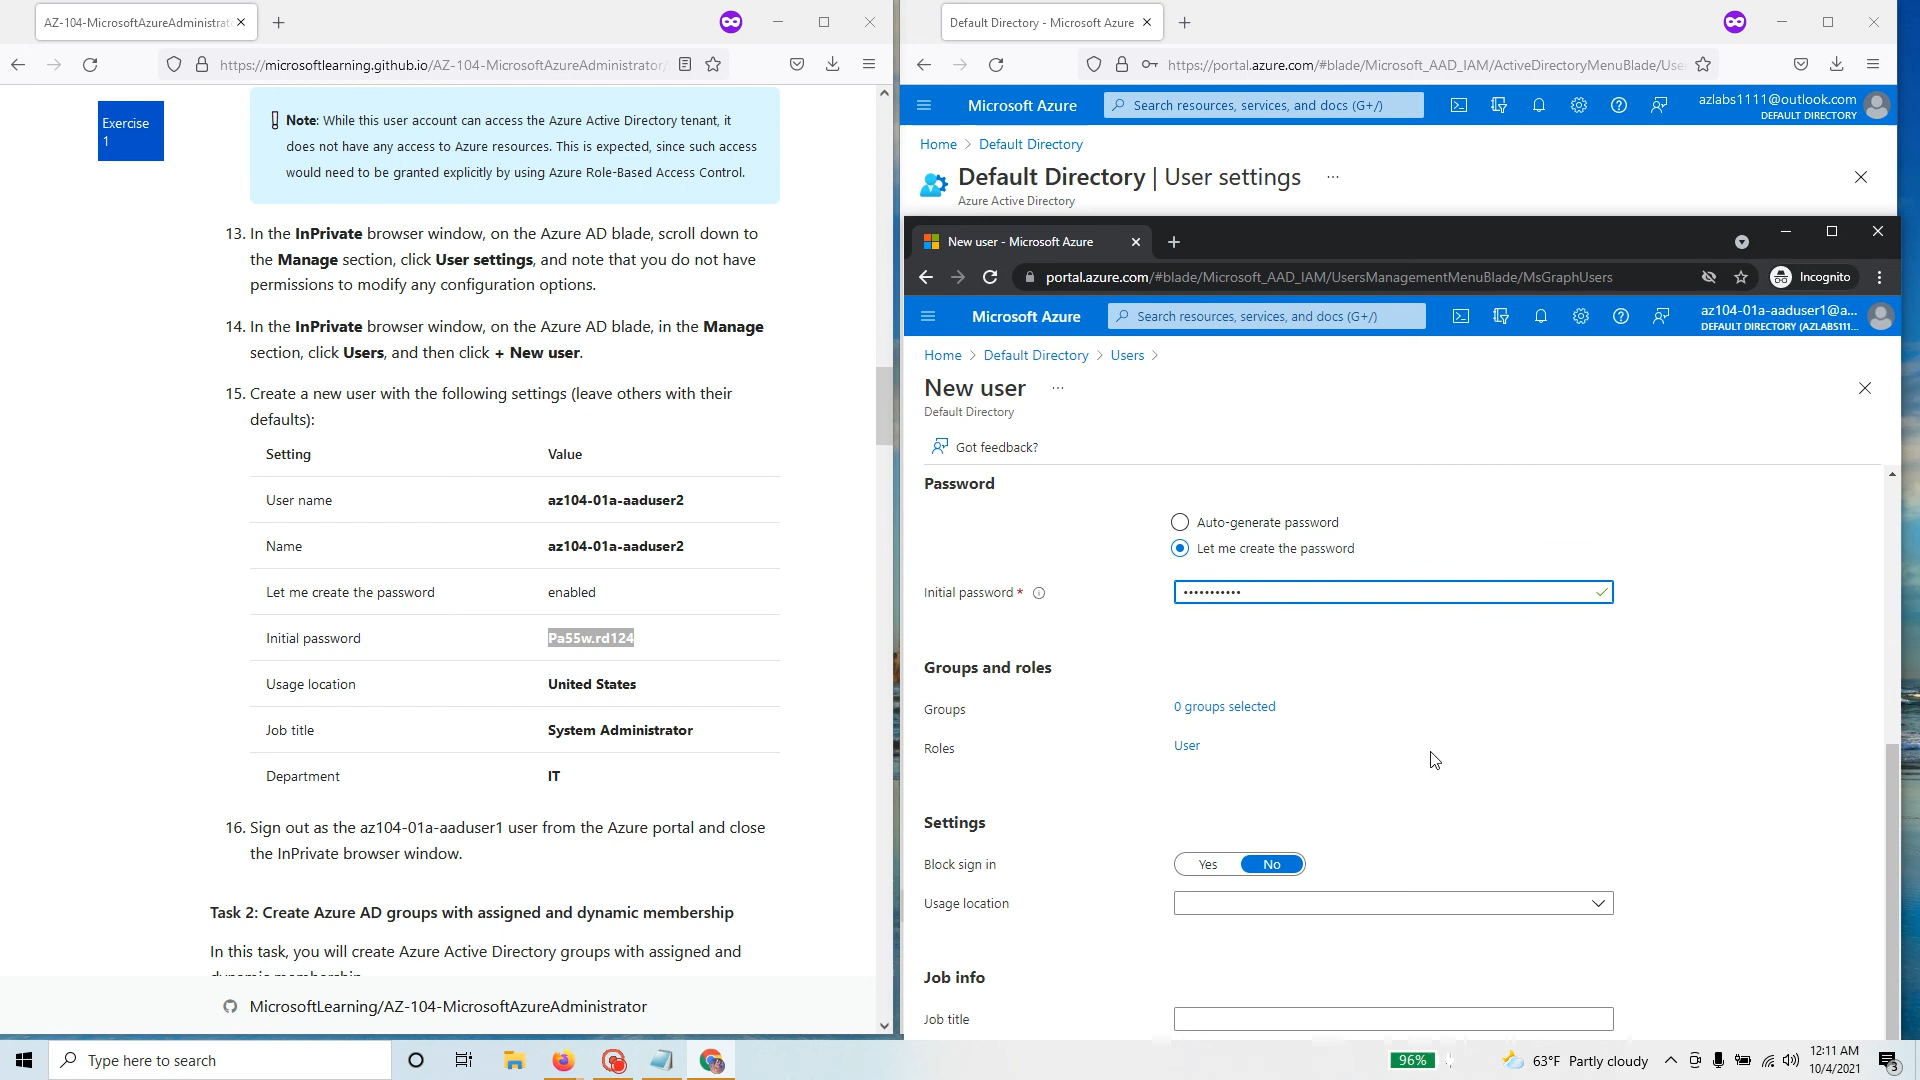 AZ-104-MicrosoftAzureAdministrat
https://microsoftlearning.github.io/AZ-104-MicrosoftAzureAdministrator/
Exercise
1
Note: While this user account can access the Azure Active Directory tenant, it
does not have any access to Azure resources. This is expected, since such access
would need to be granted explicitly by using Azure Role-Based Access Control.
13. In the InPrivate browser window, on the Azure AD blade, scroll down to
the Manage section, click User settings, and note that you do not have
permissions to modify any configuration options.
14. In the InPrivate browser window, on the Azure AD blade, in the Manage
section, click Users, and then click + New user.
15. Create a new user with the following settings (leave others with their
defaults):
Setting Value
User name az104-01a-aaduser2
Name az104-01a-aaduser2
Let me create the password enabled
Initial password Pa55w.rd124
Usage location United States
Job title System Administrator
Department IT
16. Sign out as the az104-01a-aaduser1 user from the Azure portal and close
the InPrivate browser window.
Task 2: Create Azure AD groups with assigned and dynamic membership
In this task, you will create Azure Active Directory groups with assigned and
dynamic membership
MicrosoftLearning/AZ-104-MicrosoftAzureAdministrator
Default Directory - Microsoft Azure
https://portal.azure.com/#blade/Microsoft_AAD_IAM/ActiveDirectoryMenuBlade/Use
Microsoft Azure
Search resources, services, and docs (G+/)
azlabs1111@outlook.com
DEFAULT DIRECTORY
Home > Default Directory
Default Directory | User settings ...
Azure Active Directory
New user - Microsoft Azure
portal.azure.com/#blade/Microsoft_AAD_IAM/UsersManagementMenuBlade/MsGraphUsers
Incognito
Microsoft Azure
Search resources, services, and docs (G+/)
az104-01a-aaduser1@a...
DEFAULT DIRECTORY (AZLABS111...
Home > Default Directory > Users >
New user ...
Default Directory
Got feedback?
Password
Auto-generate password
Let me create the password
Initial password *
Groups and roles
Groups 0 groups selected
Roles User
Settings
Block sign in Yes No
Usage location
Job info
Job title
Type here to search
96%
63°F Partly cloudy
12:11 AM
10/4/2021
3